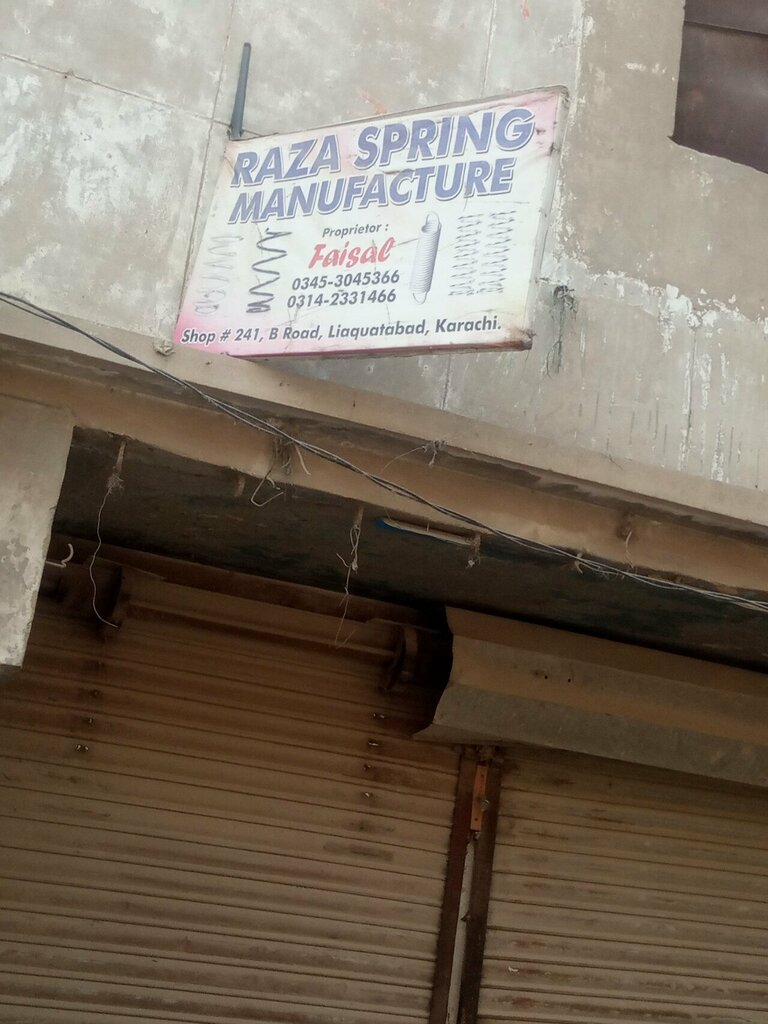 RAZA SPRING
MANUFACTURE
Proprietor :
Faisal
0345-3045366
0314-2331466
Shop # 241, B Road, Liaquatabad, Karachi.